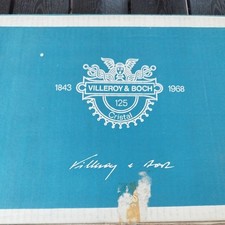 1843 VILLEROY & BOCH 1968
125
Cristal
Villeroy & Boch